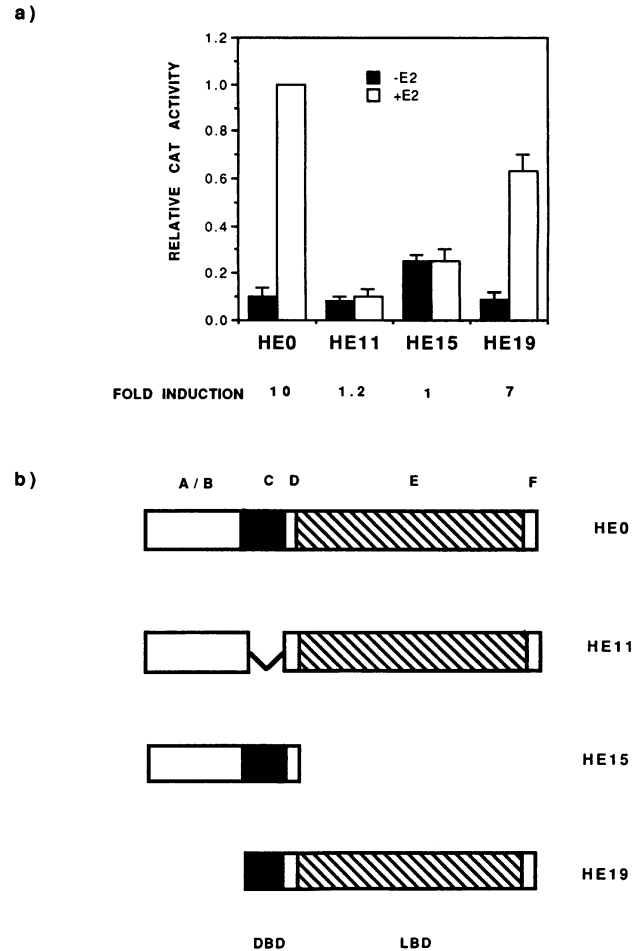 a)
RELATIVE CAT ACTIVITY
1.2
1.0
0.8
0.6
0.4
0.2
0.0
-E2
+E2
HE0 HE11 HE15 HE19
FOLD INDUCTION 10 1.2 1 7
b)
A/B C D E F
HE0
HE11
HE15
HE19
DBD LBD